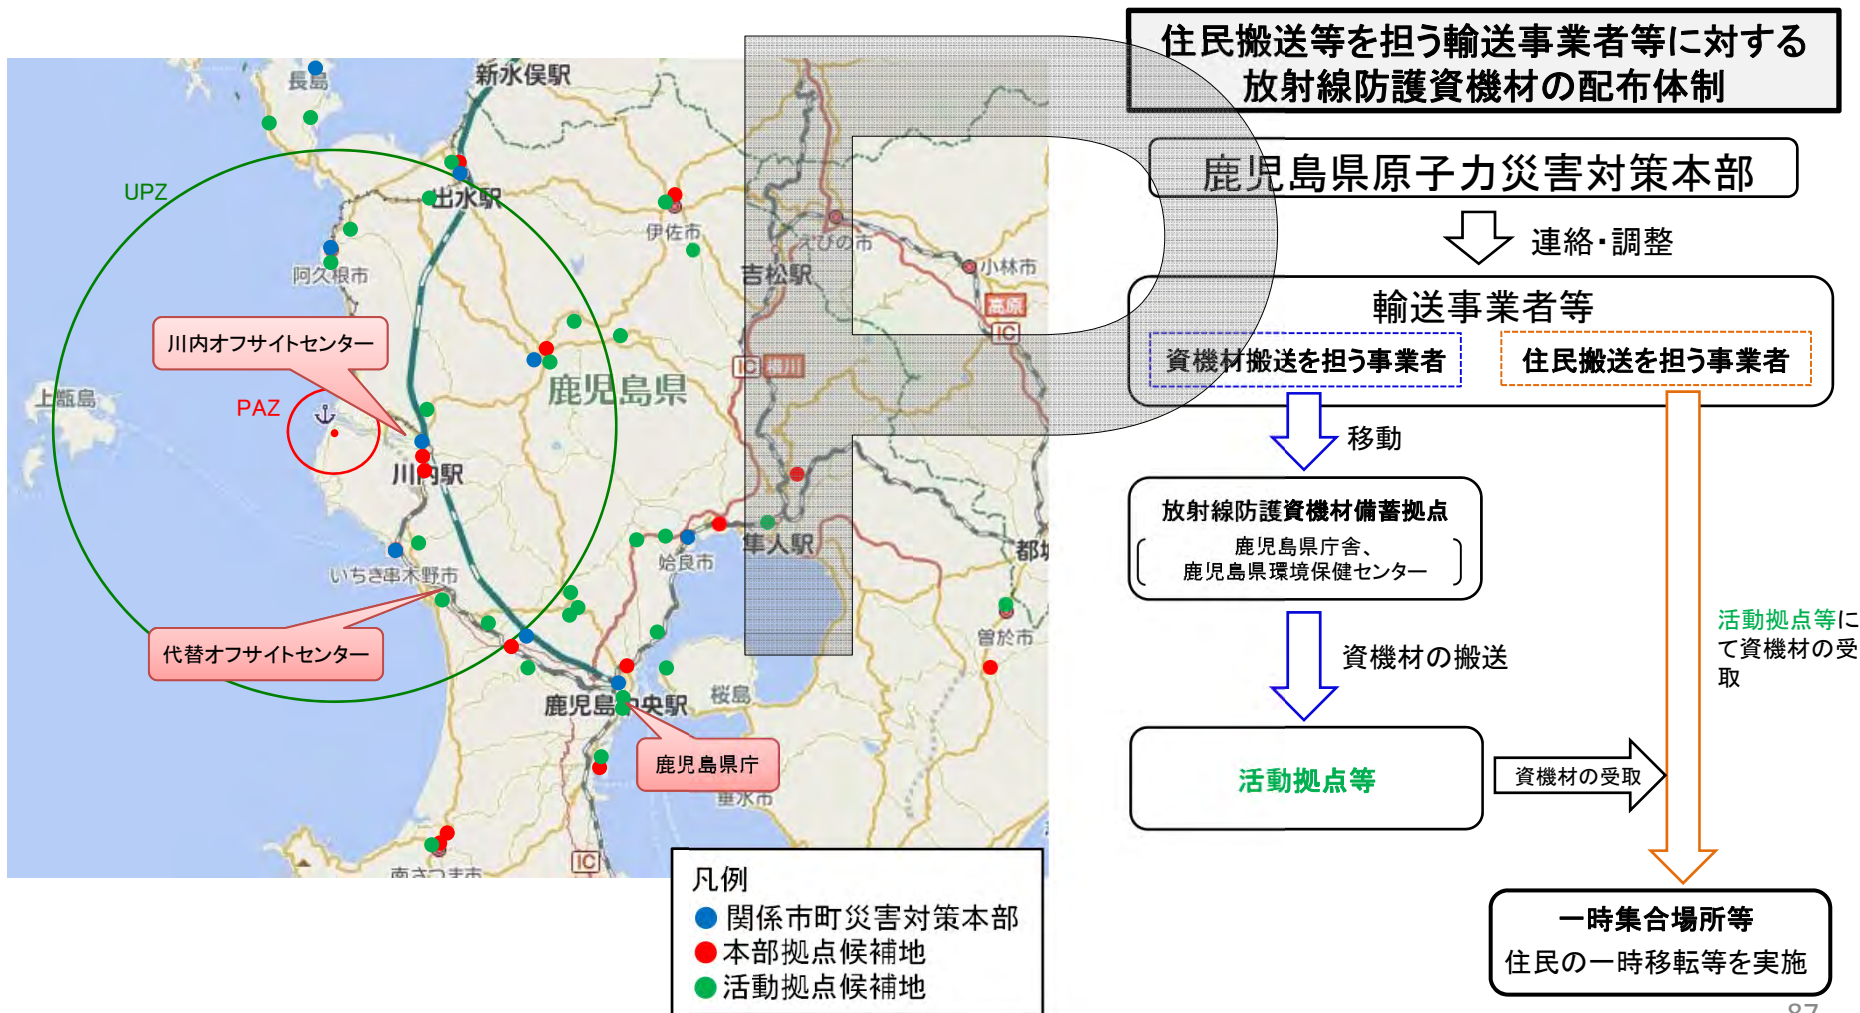 住民搬送等を担う輸送事業者等に対する
放射線防護資機材の配布体制
新水俣駅
長島
UPZ
出水駅
伊佐市
えびの市
阿久根市
吉松駅
小林市
高原
IC
川内オフサイトセンター
IC
横川
鹿児島県
上甑島
PAZ
川内駅
隼人駅
都城
いちき串木野市
姶良市
曽於市
代替オフサイトセンター
鹿児島中央駅
桜島
鹿児島県庁
垂水市
IC
南さつま市
凡例
関係市町災害対策本部
本部拠点候補地
活動拠点候補地
鹿児島県原子力災害対策本部
連絡・調整
輸送事業者等
資機材搬送を担う事業者
住民搬送を担う事業者
移動
放射線防護資機材備蓄拠点
鹿児島県庁舎、
鹿児島県環境保健センター
資機材の搬送
活動拠点等に
て資機材の受
取
活動拠点等
資機材の受取
一時集合場所等
住民の一時移転等を実施
87
P